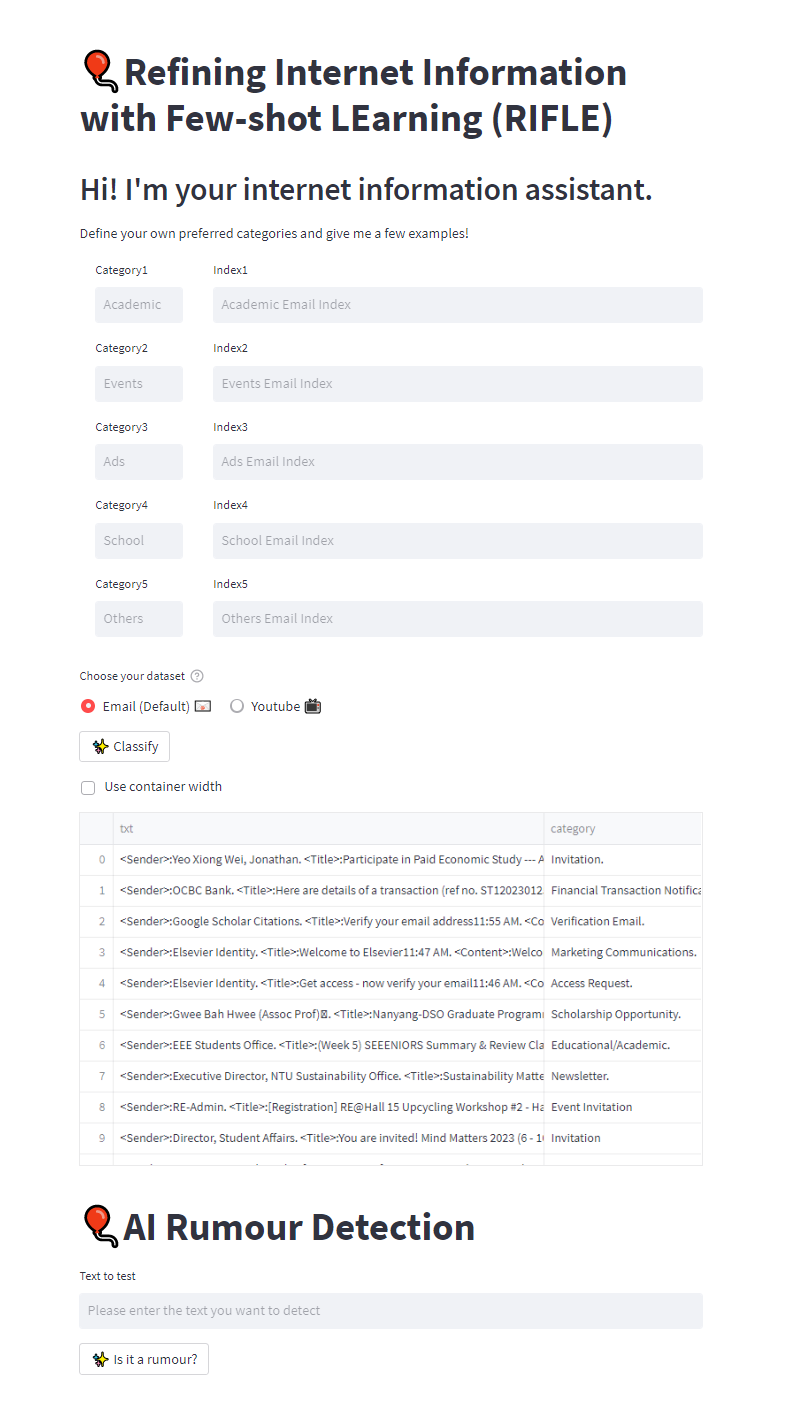 Refining Internet Information
with Few-shot LEarning (RIFLE)
Hi! I'm your internet information assistant.
Define your own preferred categories and give me a few examples!
Category1 Index1
Academic Academic Email Index
Category2 Index2
Events Events Email Index
Category3 Index3
Ads Ads Email Index
Category4 Index4
School School Email Index
Category5 Index5
Others Others Email Index
Choose your dataset
Email (Default) Youtube
Classify
Use container width
txt category
0 <Sender>:Yeo Xiong Wei, Jonathan. <Title>:Participate in Paid Economic Study --- A Invitation.
1 <Sender>:OCBC Bank. <Title>:Here are details of a transaction (ref no. ST12023012 Financial Transaction Notifica
2 <Sender>:Google Scholar Citations. <Title>:Verify your email address11:55 AM. <Co Verification Email.
3 <Sender>:Elsevier Identity. <Title>:Welcome to Elsevier11:47 AM. <Content>:Welco Marketing Communications.
4 <Sender>:Elsevier Identity. <Title>:Get access - now verify your email11:46 AM. <Co Access Request.
5 <Sender>:Gwee Bah Hwee (Assoc Prof). <Title>:Nanyang-DSO Graduate Program Scholarship Opportunity.
6 <Sender>:EEE Students Office. <Title>:(Week 5) SEEENIORS Summary & Review Cla Educational/Academic.
7 <Sender>:Executive Director, NTU Sustainability Office. <Title>:Sustainability Matte Newsletter.
8 <Sender>:RE-Admin. <Title>:[Registration] RE@Hall 15 Upcycling Workshop #2 - Ha Event Invitation
9 <Sender>:Director, Student Affairs. <Title>:You are invited! Mind Matters 2023 (6 - 1 Invitation
AI Rumour Detection
Text to test
Please enter the text you want to detect
Is it a rumour?